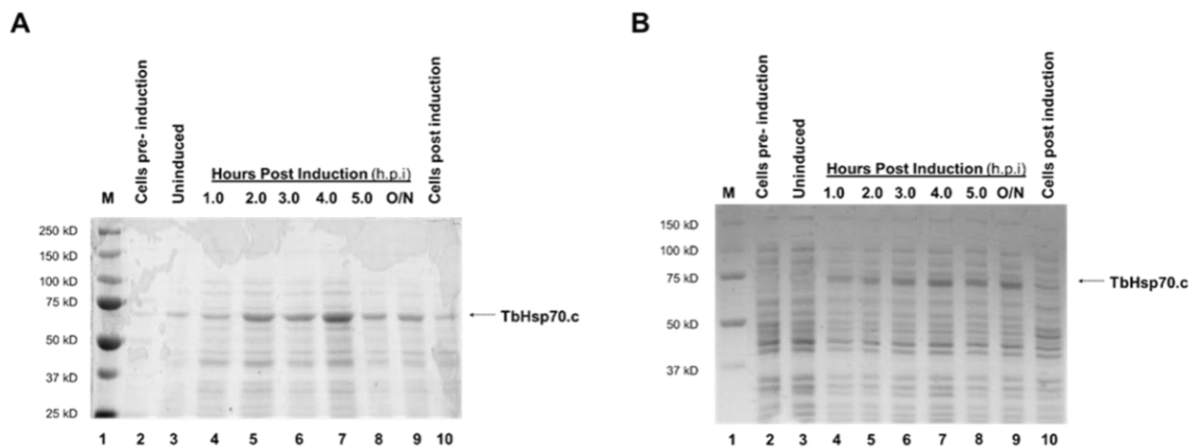 A
Cells pre- induction
Uninduced
Cells post induction
Hours Post Induction (h.p.i)
M 1.0 2.0 3.0 4.0 5.0 O/N
250 kD
150 kD
100 kD
75 kD
50 kD
37 kD
25 kD
TbHsp70.c
1 2 3 4 5 6 7 8 9 10
B
Cells pre- induction
Uninduced
Cells post induction
Hours Post Induction (h.p.i)
M 1.0 2.0 3.0 4.0 5.0 O/N
150 kD
100 kD
75 kD
50 kD
37 kD
TbHsp70.c
1 2 3 4 5 6 7 8 9 10